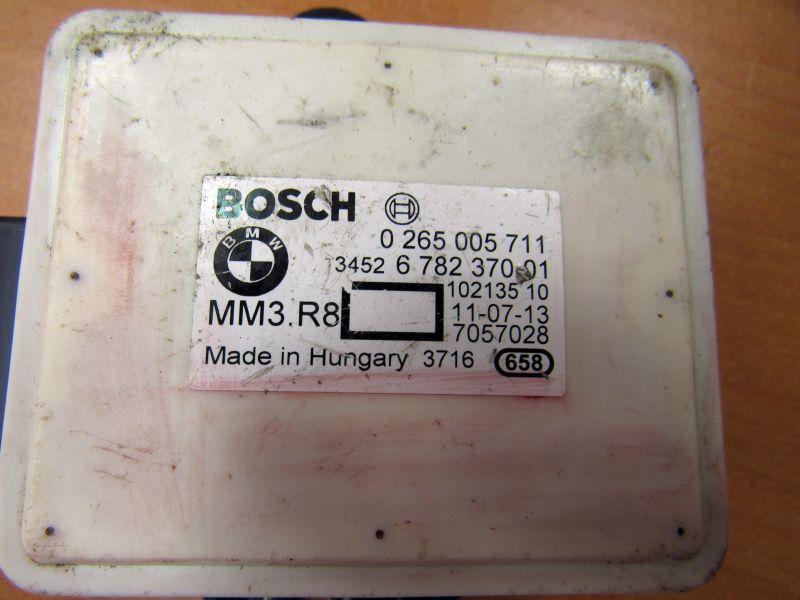 BOSCH
BMW
0 265 005 711
3452 6 782 370-01
102135 10
MM3.R8
11-07-13
7057028
Made in Hungary 3716 658